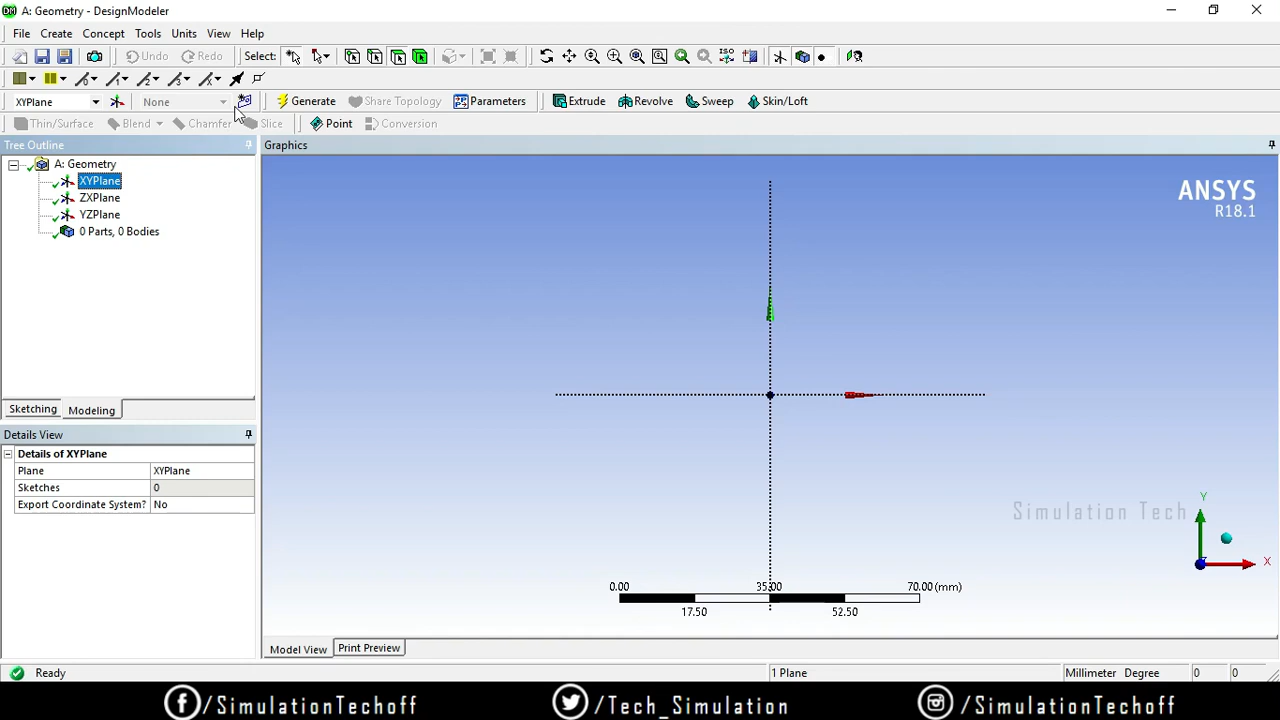 A: Geometry - DesignModeler
File Create Concept Tools Units View Help
Undo Redo Select: ISO
XYPlane None Generate Share Topology Parameters Extrude Revolve Sweep Skin/Loft
Thin/Surface Blend Chamfer Slice Point Conversion
Tree Outline
A: Geometry
XYPlane
ZXPlane
YZPlane
0 Parts, 0 Bodies
Sketching Modeling
Details View
Details of XYPlane
Plane XYPlane
Sketches 0
Export Coordinate System? No
Graphics
ANSYS
R18.1
Simulation Tech
Y
X
0.00 35.00 70.00 (mm)
17.50 52.50
Model View Print Preview
Ready 1 Plane Millimeter Degree 0 0
/SimulationTechoff /Tech_Simulation /SimulationTechoff